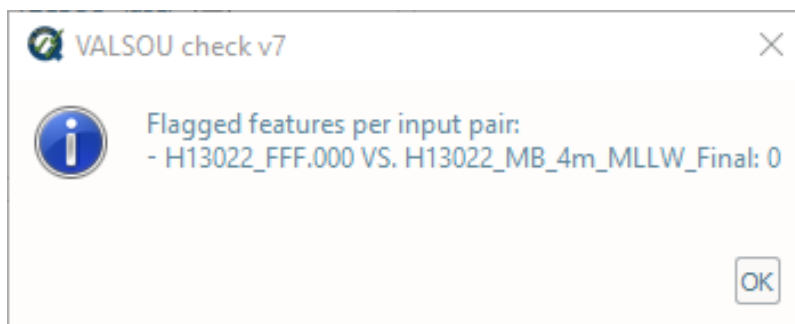 VALSOU check v7
Flagged features per input pair:
- H13022_FFF.000 VS. H13022_MB_4m_MLLW_Final: 0
OK